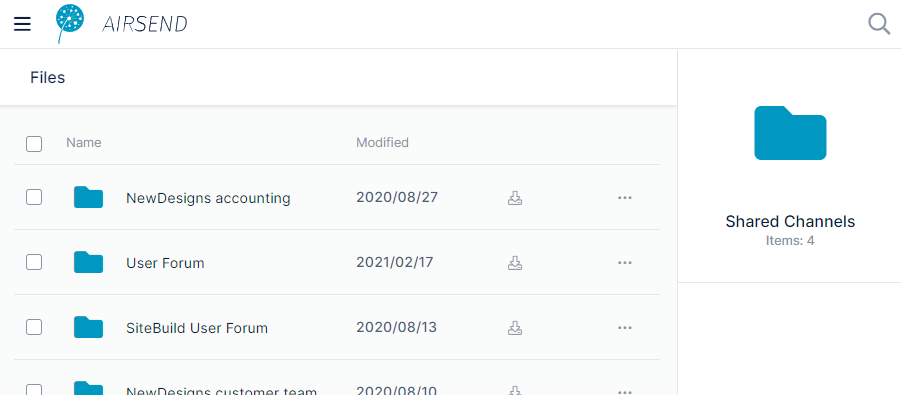 AIRSEND
Files
Name Modified
NewDesigns accounting 2020/08/27
User Forum 2021/02/17
SiteBuild User Forum 2020/08/13
NewDesigns customer team 2020/08/10
Shared Channels
Items: 4